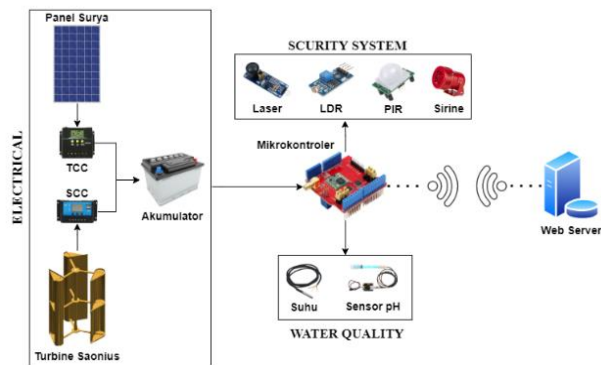 Panel Surya
TCC
SCC
Akumulator
Turbine Saonius
ELECTRICAL
SCURITY SYSTEM
Laser
LDR
PIR
Sirine
Mikrokontroler
Web Server
Suhu
Sensor pH
WATER QUALITY